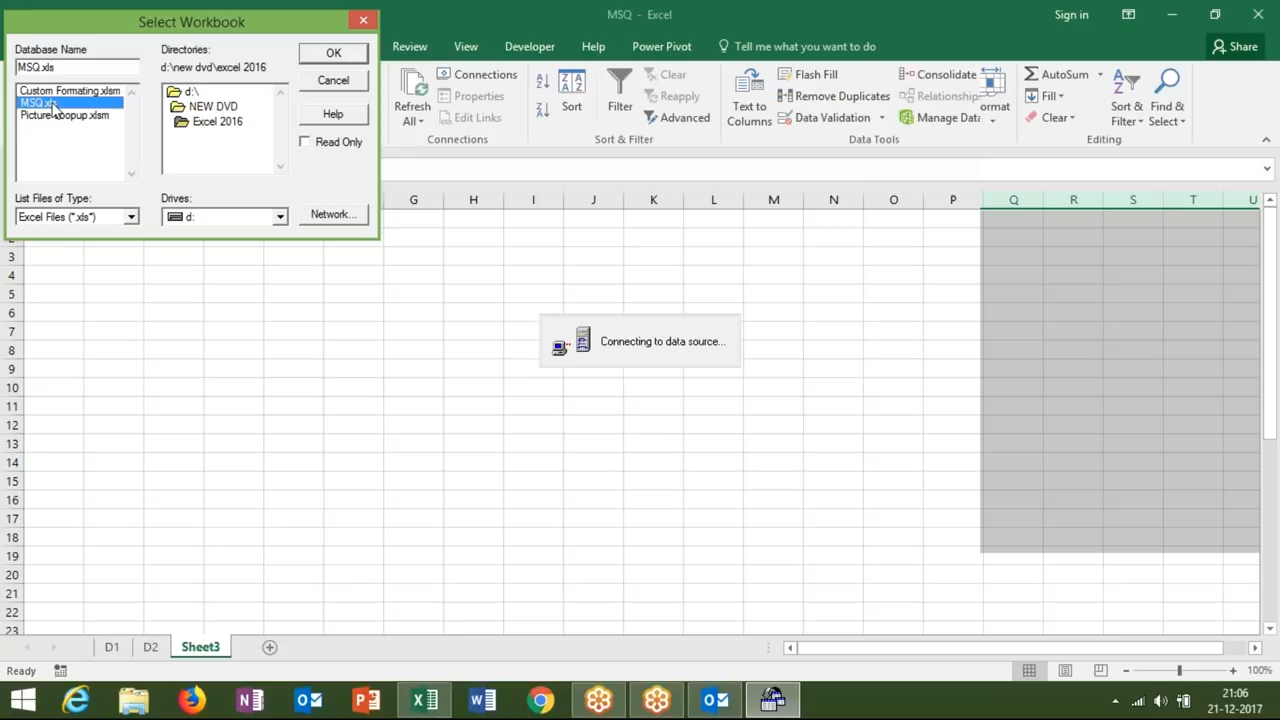 Select Workbook
MSQ - Excel
Sign in
Database Name
MSQ.xls
Directories:
d:\new dvd\excel 2016
OK
Cancel
Help
Read Only
Network...
Custom Formating.xlsm
MSQ.xls
d:\
NEW DVD
Excel 2016
List Files of Type:
Excel Files (*.xls*)
Drives:
d:
Review View Developer Help Power Pivot Tell me what you want to do Share
Refresh All
Connections
Properties
Edit Links
Connections
Sort
Filter
Clear
Reapply
Advanced
Sort & Filter
Text to Columns
Flash Fill
Remove Duplicates
Data Validation
Consolidate
Relationships
Manage Data
Data Tools
AutoSum
Fill
Clear
Sort & Filter
Find & Select
Editing
G H I J K L M N O P Q R S T U
3
4
5
6
7
8
9
10
11
12
13
14
15
16
17
18
19
20
21
22
23
Connecting to data source...
D1 D2 Sheet3
Ready
100%
21:06
21-12-2017